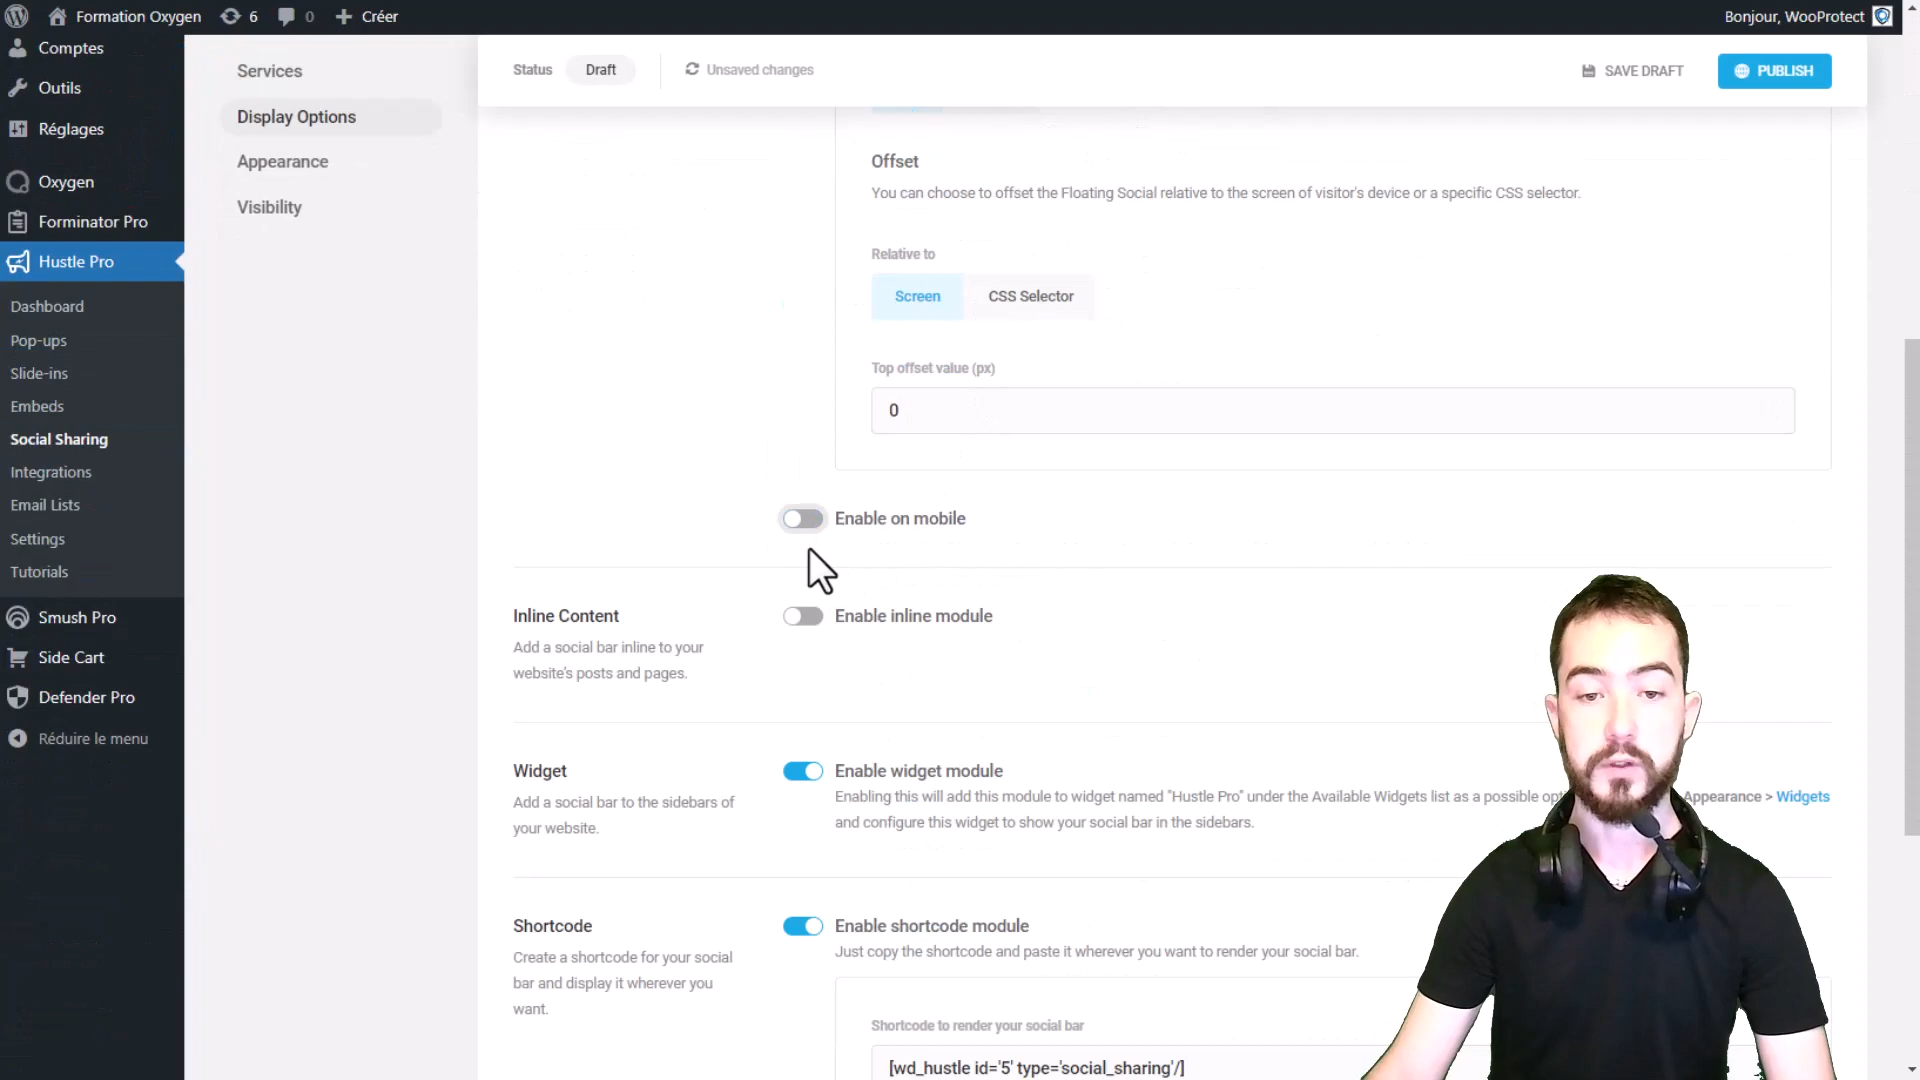 Formation Oxygen
6
0
Créer
Bonjour, WooProtect
Comptes
Outils
Réglages
Oxygen
Forminator Pro
Hustle Pro
Dashboard
Pop-ups
Slide-ins
Embeds
Social Sharing
Integrations
Email Lists
Settings
Tutorials
Smush Pro
Side Cart
Defender Pro
Réduire le menu
Services
Display Options
Appearance
Visibility
Status
Draft
Unsaved changes
SAVE DRAFT
PUBLISH
Offset
You can choose to offset the Floating Social relative to the screen of visitor's device or a specific CSS selector.
Relative to
Screen
CSS Selector
Top offset value (px)
0
Enable on mobile
Inline Content
Add a social bar inline to your
website's posts and pages.
Enable inline module
Widget
Add a social bar to the sidebars of
your website.
Enable widget module
Enabling this will add this module to widget named "Hustle Pro" under the Available Widgets list as a possible Appearance > Widgets
and configure this widget to show your social bar in the sidebars.
Shortcode
Create a shortcode for your social
bar and display it wherever you
want.
Enable shortcode module
Just copy the shortcode and paste it wherever you want to render your social bar.
Shortcode to render your social bar
[wd_hustle id='5' type='social_sharing'/]